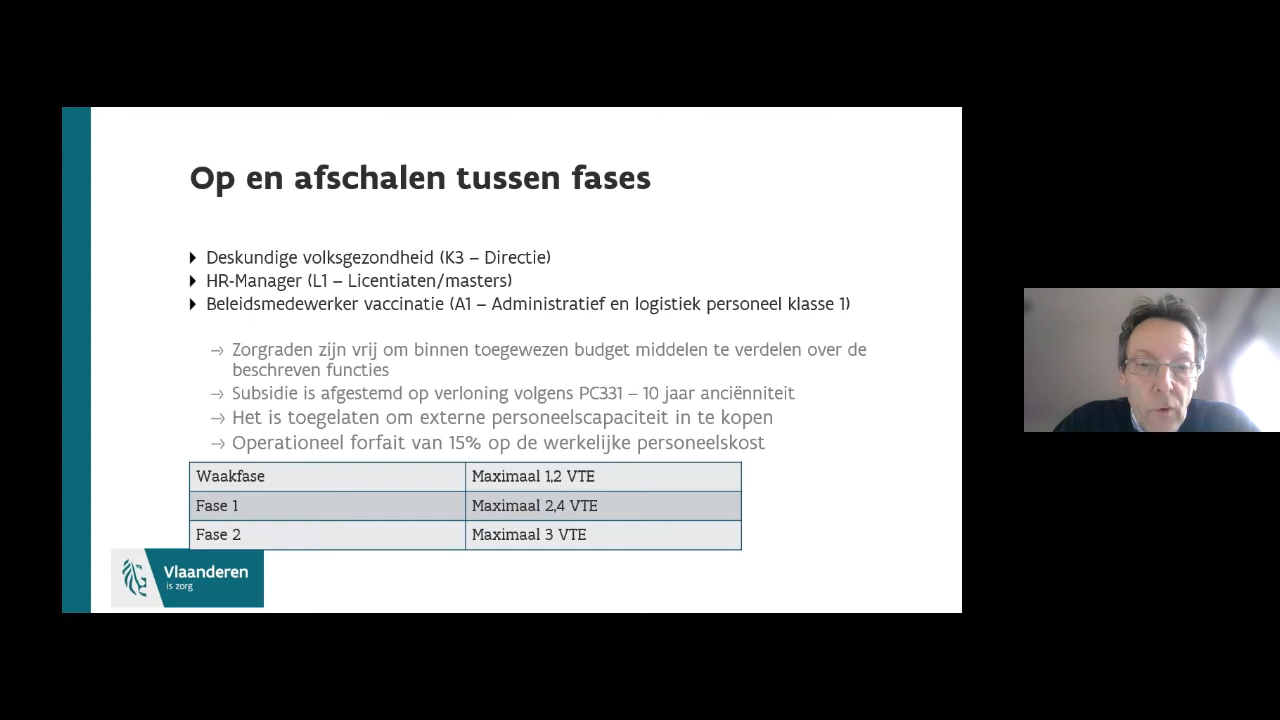 Op en afschalen tussen fases
Deskundige volksgezondheid (K3 – Directie)
HR-Manager (L1 – Licentiaten/masters)
Beleidsmedewerker vaccinatie (A1 – Administratief en logistiek personeel klasse 1)
→ Zorgraden zijn vrij om binnen toegewezen budget middelen te verdelen over de
beschreven functies
→ Subsidie is afgestemd op verloning volgens PC331 – 10 jaar anciënniteit
→ Het is toegelaten om externe personeelscapaciteit in te kopen
→ Operationeel forfait van 15% op de werkelijke personeelskost
Waakfase Maximaal 1,2 VTE
Fase 1 Maximaal 2,4 VTE
Fase 2 Maximaal 3 VTE
Vlaanderen
is zorg